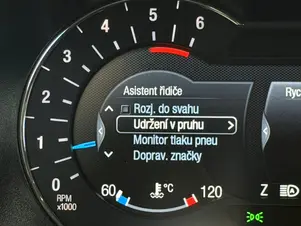 6
5
4
3
2
1
0
RPM
x1000
Asistent řidiče
Rozj. do svahu
Udržení v pruhu >
Monitor tlaku pneu
Doprav. značky
60 °C 120
Ryc
Z